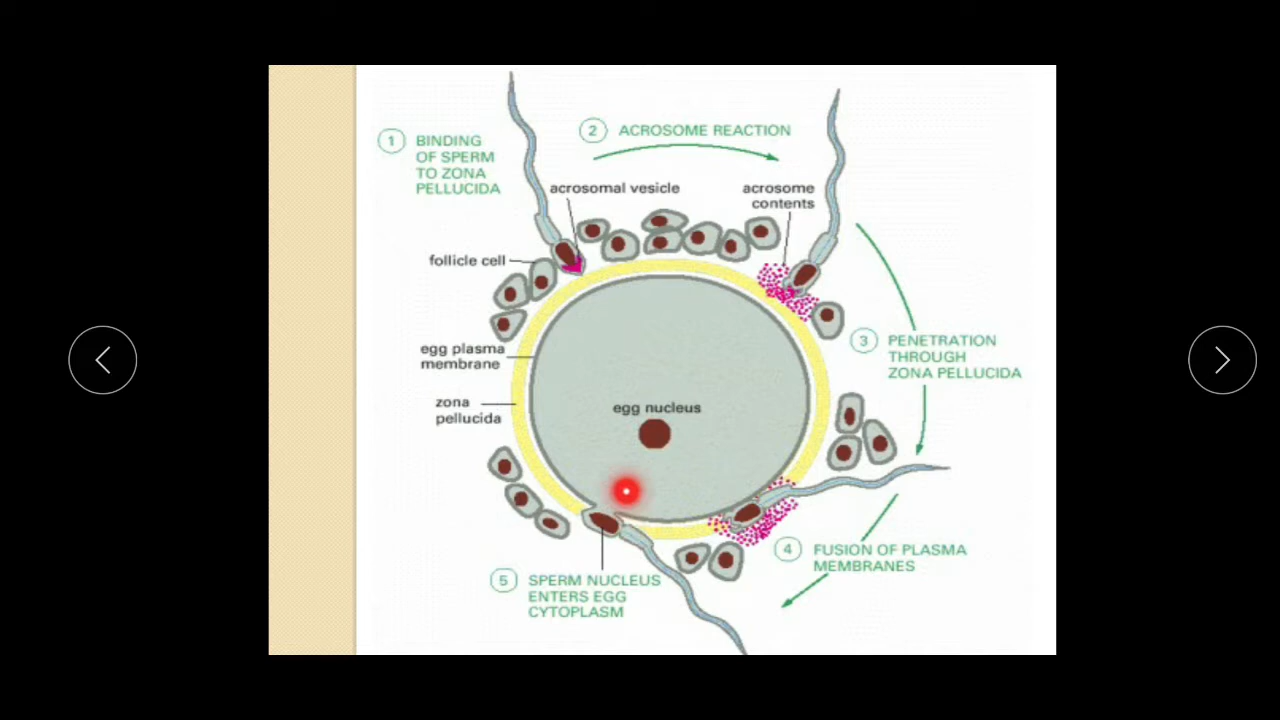 1 BINDING
OF SPERM
TO ZONA
PELLUCIDA
2 ACROSOME REACTION
acrosomal vesicle
acrosome
contents
follicle cell
egg plasma
membrane
zona
pellucida
egg nucleus
3 PENETRATION
THROUGH
ZONA PELLUCIDA
4 FUSION OF PLASMA
MEMBRANES
5 SPERM NUCLEUS
ENTERS EGG
CYTOPLASM